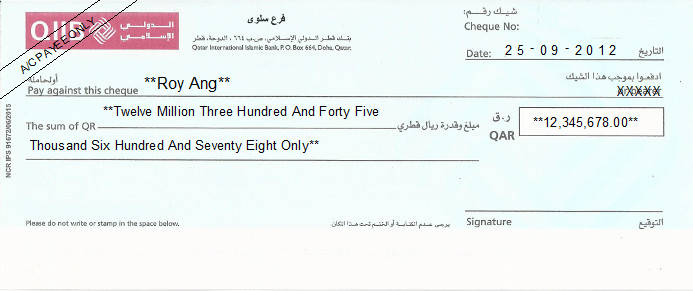 A/C PAYEE ONLY
QIIB
الدولي
الإسلامي
فرع سلوى
بنك قطر الدولي الإسلامي، ص.ب ٦٦٤، الدوحة، قطر
Qatar International Islamic Bank, P.O. Box 664, Doha, Qatar.
شيك رقم:
Cheque No:
Date: 25-09-2012 التاريخ
أولحامله **Roy Ang** ادفعوا بموجب هذا الشيك
Pay against this cheque XXXXX
**Twelve Million Three Hundred And Forty Five
The sum of QR مبلغ وقدره ريال قطري
ر.ق
QAR **12,345,678.00**
Thousand Six Hundred And Seventy Eight Only**
NCR IPS 91672/06/2015
Please do not write or stamp in the space below. يرجى عدم الكتابة أو الختم تحت هذا المكان.
Signature التوقيع